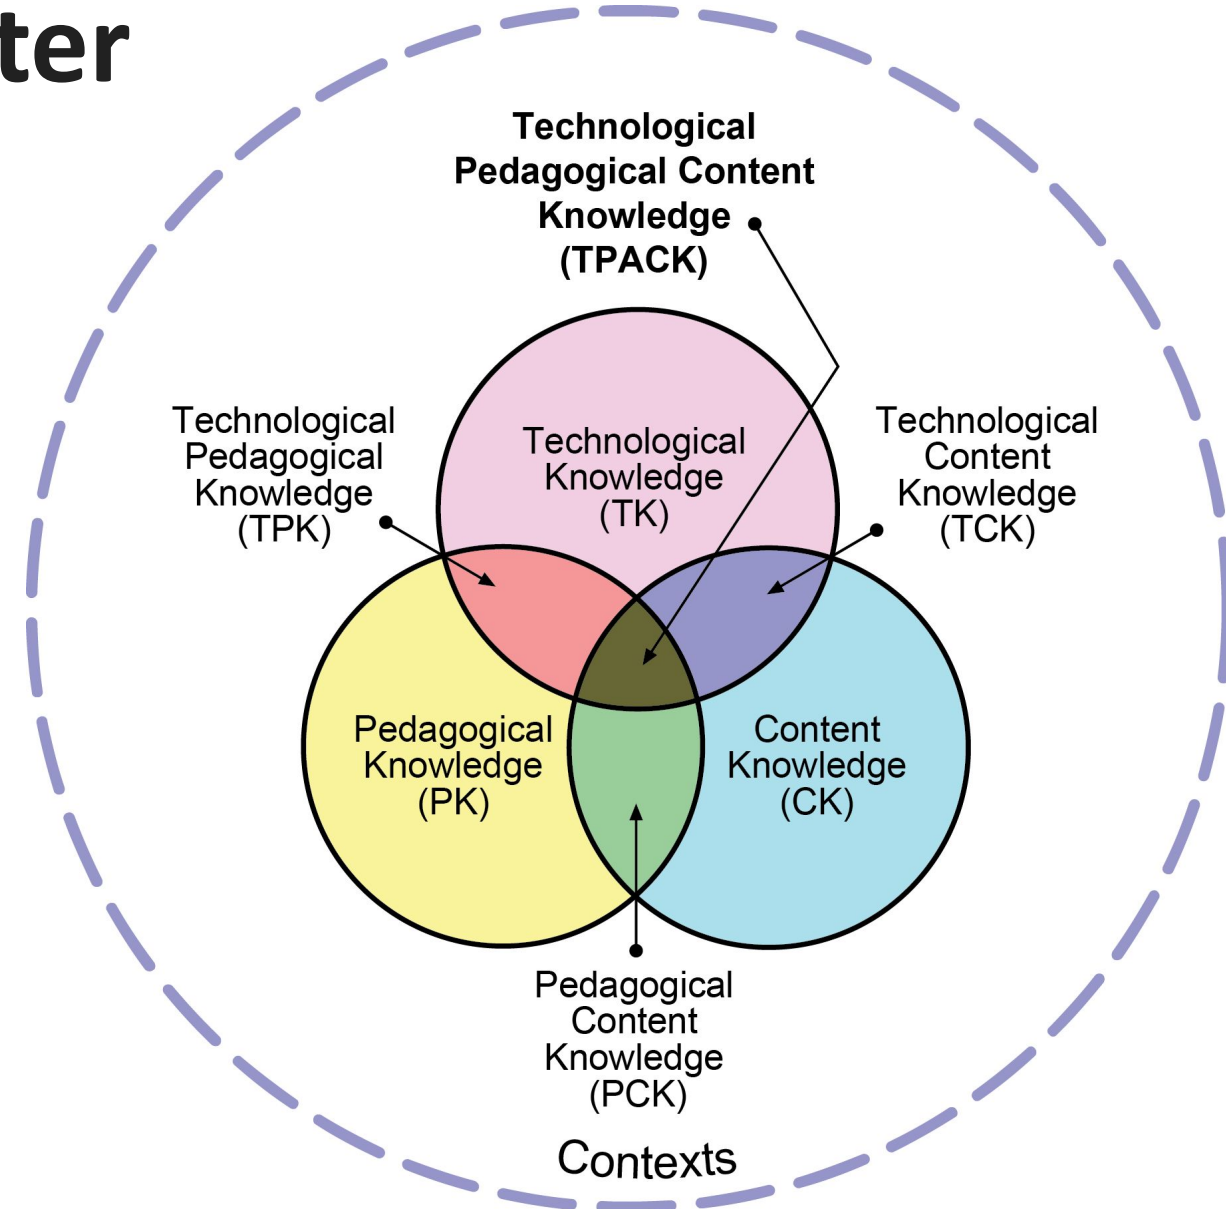 ter
Technological
Pedagogical Content
Knowledge
(TPACK)
Technological
Pedagogical
Knowledge
(TPK)
Technological
Knowledge
(TK)
Technological
Content
Knowledge
(TCK)
Pedagogical
Knowledge
(PK)
Content
Knowledge
(CK)
Pedagogical
Content
Knowledge
(PCK)
Contexts